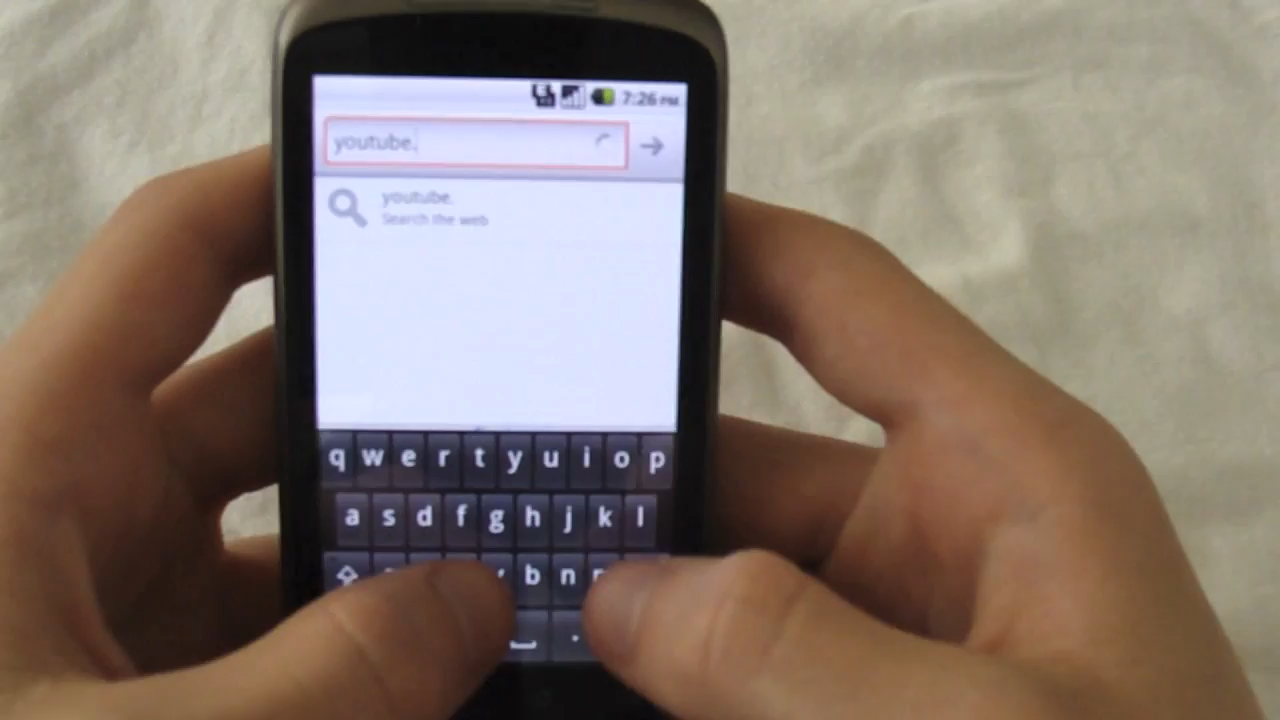 7:26 PM
youtube.
youtube.
Search the web
q w e r t y u i o p
a s d f g h j k l
b n
.